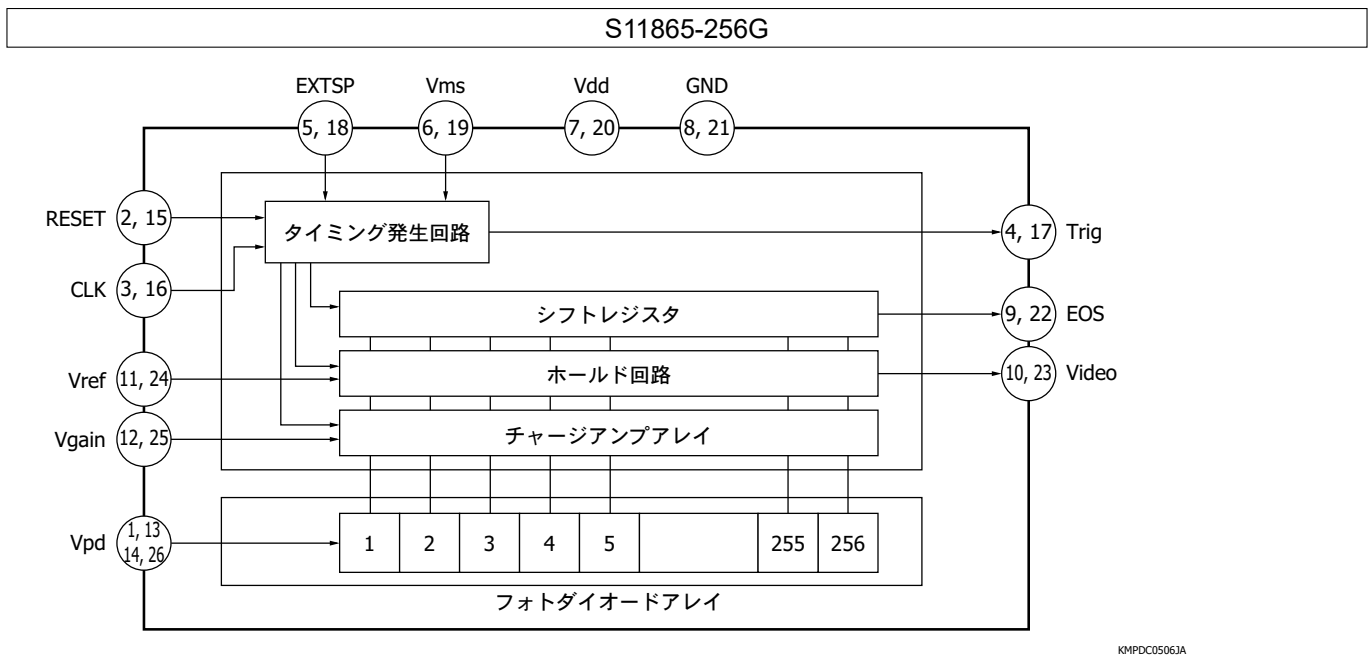 S11865-256G
EXTSP Vms Vdd GND
5, 18 6, 19 7, 20 8, 21
RESET 2, 15 タイミング発生回路 4, 17 Trig
CLK 3, 16
シフトレジスタ 9, 22 EOS
Vref 11, 24 ホールド回路 10, 23 Video
Vgain 12, 25 チャージアンプアレイ
Vpd 1, 13
14, 26
1 2 3 4 5 255 256
フォトダイオードアレイ
KMPDC0506JA